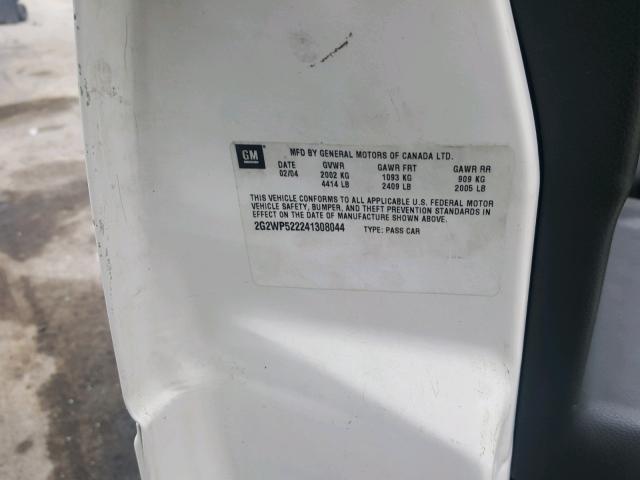 GM
MFD BY GENERAL MOTORS OF CANADA LTD.
DATE GVWR GAWR FRT GAWR RR
02/04 2002 KG 1093 KG 909 KG
4414 LB 2409 LB 2005 LB
THIS VEHICLE CONFORMS TO ALL APPLICABLE U.S. FEDERAL MOTOR
VEHICLE SAFETY, BUMPER, AND THEFT PREVENTION STANDARDS IN
EFFECT ON THE DATE OF MANUFACTURE SHOWN ABOVE.
2G2WP522241308044 TYPE: PASS CAR